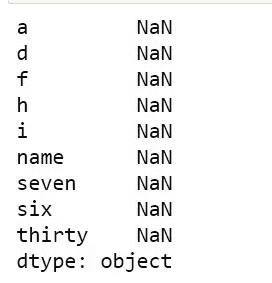 a NaN
d NaN
f NaN
h NaN
i NaN
name NaN
seven NaN
six NaN
thirty NaN
dtype: object